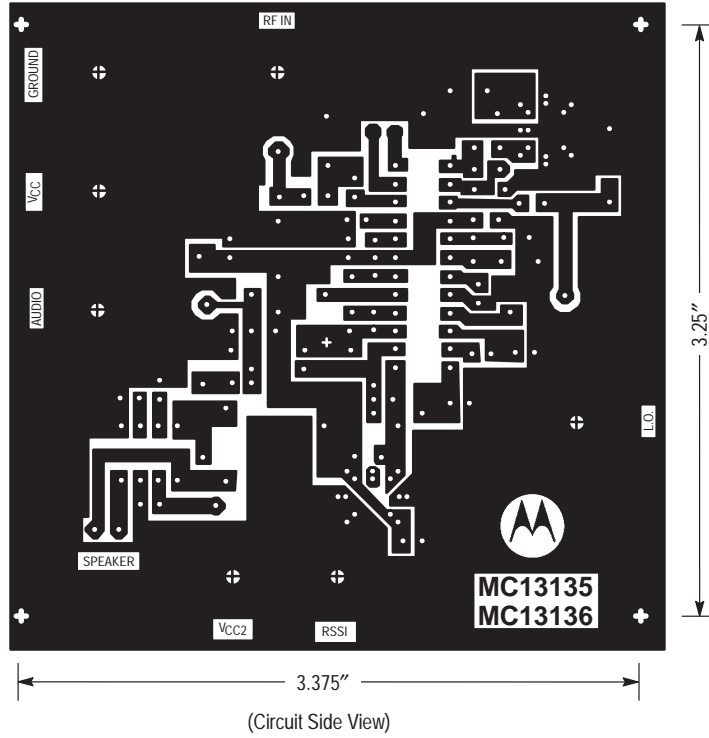 RF IN
GROUND
VCC
AUDIO
3.25″
L.O.
SPEAKER
MC13135
MC13136
VCC2
RSSI
3.375″
(Circuit Side View)